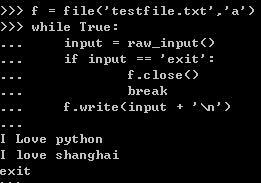 >>> f = file('testfile.txt','a')
>>> while True:
...     input = raw_input()
...     if input == 'exit':
...             f.close()
...             break
...     f.write(input + '\n')
...
I Love python
I love shanghai
exit
>>>